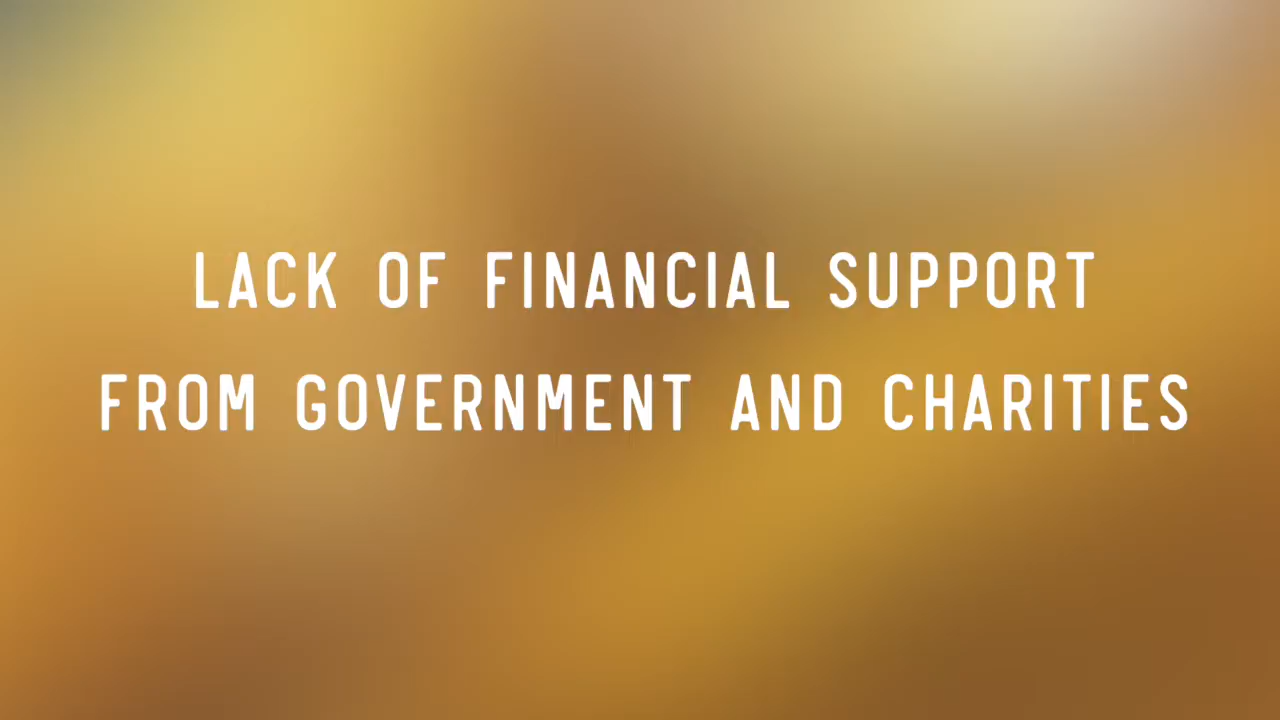 LACK OF FINANCIAL SUPPORT
FROM GOVERNMENT AND CHARITIES